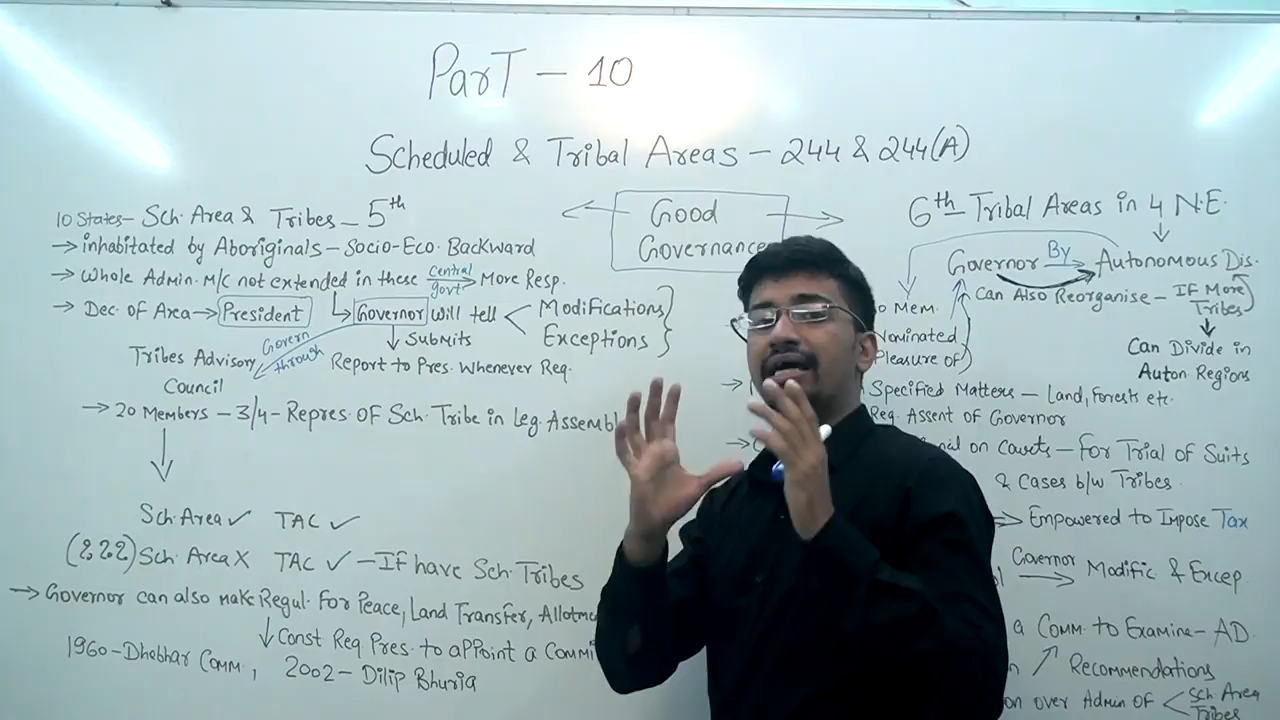 ParT - 10
Scheduled & Tribal Areas - 244 & 244(A)
Good
Governance
10 States - Sch. Area & Tribes - 5th
→ inhabitated by Aboriginals - Socio-Eco. Backward
→ Whole Admin. M/C not extended in these central govt → More Resp.
→ Dec. of Area → President Governor will tell < Modifications
Exceptions
Govern through
Submits
Tribes Advisory
Council
Report to Pres. Whenever Req.
→ 20 Members - 3/4 - Repres OF Sch. Tribe in Leg. Assemb
Sch. Area ✓ TAC ✓
Sch. Area X TAC ✓ - If have Sch. Tribes
→ Governor can also make Regul. For Peace, Land Transfer, Allotm
Const Req Pres. to aPPoint a Commi
1960 - Dhebhar Comm, 2002 - Dilip Bhuria
6th - Tribal Areas in 4 N.E.
Governor By Autonomous Dis.
Can Also Reorganise - IF More
Tribes
Can Divide in
Auton Regions
o Mem.
Nominated
Pleasure of
Specified Matters - Land, Forests etc.
Req. Assent of Governor
on Couets - For Trial of Suits
& Cases b/w Tribes
⇒ Empowered to Impose Tax
Governor → Modific & Excep
a Comm. to Examine - AD
Recommendations
on over Admin of < Sch Area
Tribes